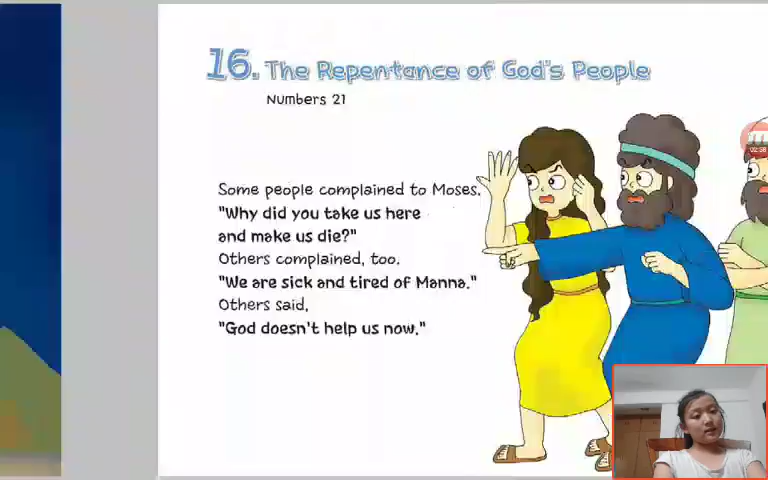 16. The Repentance of God's People
Numbers 21
Some people complained to Moses,
"Why did you take us here
and make us die?"
Others complained, too.
"We are sick and tired of Manna."
Others said,
"God doesn't help us now."
02:58